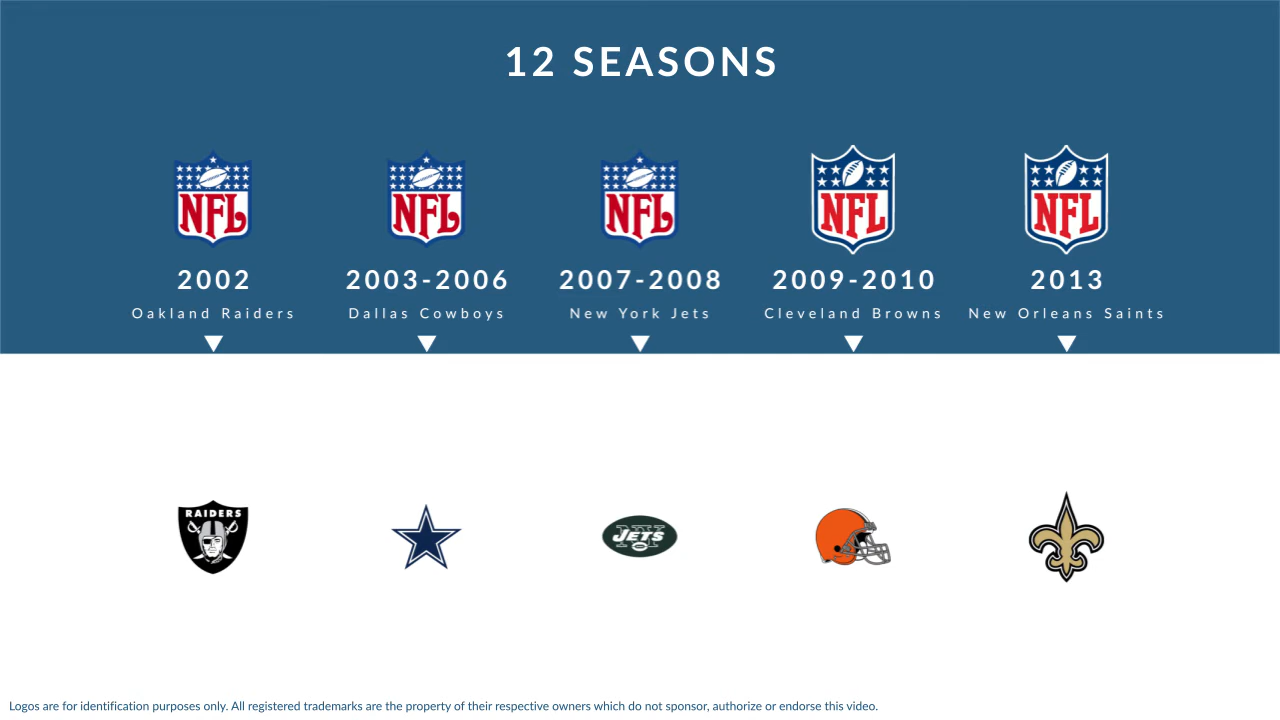 12 SEASONS
NFL NFL NFL NFL NFL
2002 2003-2006 2007-2008 2009-2010 2013
Oakland Raiders Dallas Cowboys New York Jets Cleveland Browns New Orleans Saints
RAIDERS
NY JETS
Logos are for identification purposes only. All registered trademarks are the property of their respective owners which do not sponsor, authorize or endorse this video.